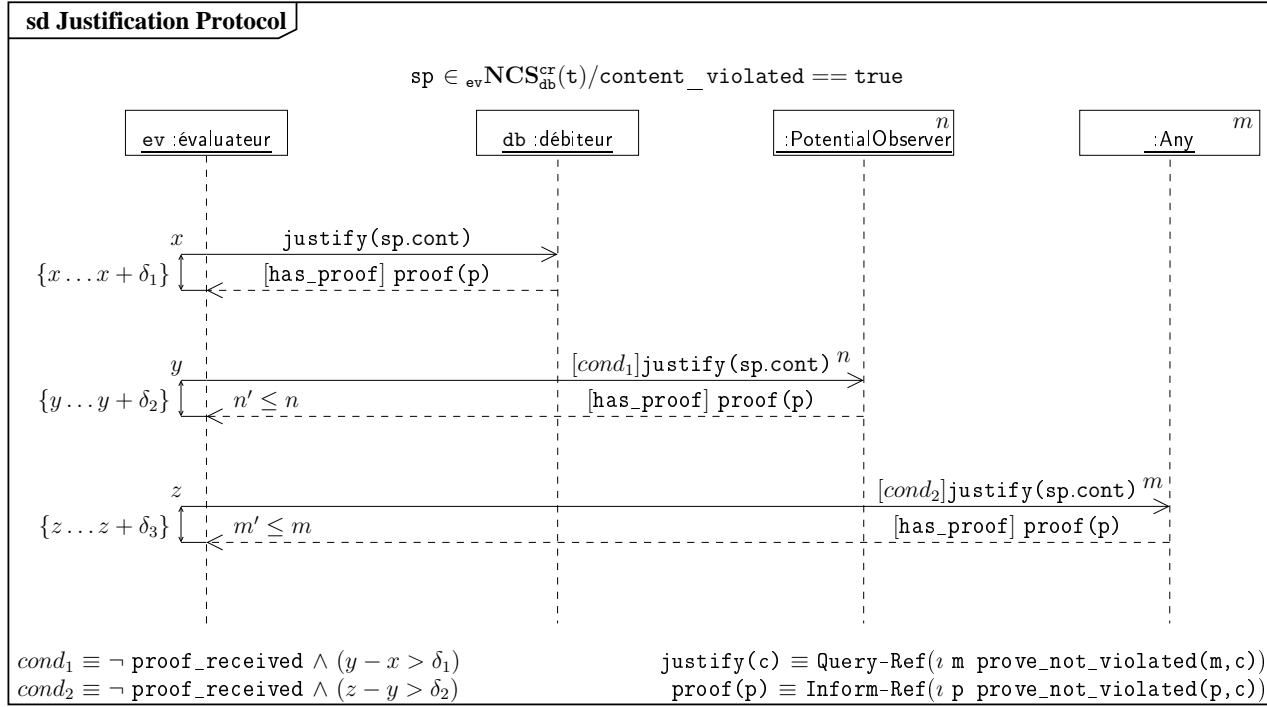 sd Justification Protocol
sp ∈ ₑᵥNCS^cr_db(t)/content_violated == true
ev :évaluateur
db :débiteur
n
:PotentialObserver
m
:Any
x
justify(sp.cont)
{x…x + δ₁}
[has_proof] proof(p)
y
[cond₁]justify(sp.cont) n
{y…y + δ₂}
n′ ≤ n
[has_proof] proof(p)
z
[cond₂]justify(sp.cont) m
{z…z + δ₃}
m′ ≤ m
[has_proof] proof(p)
cond₁ ≡ ¬ proof_received ∧ (y − x > δ₁)
justify(c) ≡ Query-Ref(ı m prove_not_violated(m,c))
cond₂ ≡ ¬ proof_received ∧ (z − y > δ₂)
proof(p) ≡ Inform-Ref(ı p prove_not_violated(p,c))